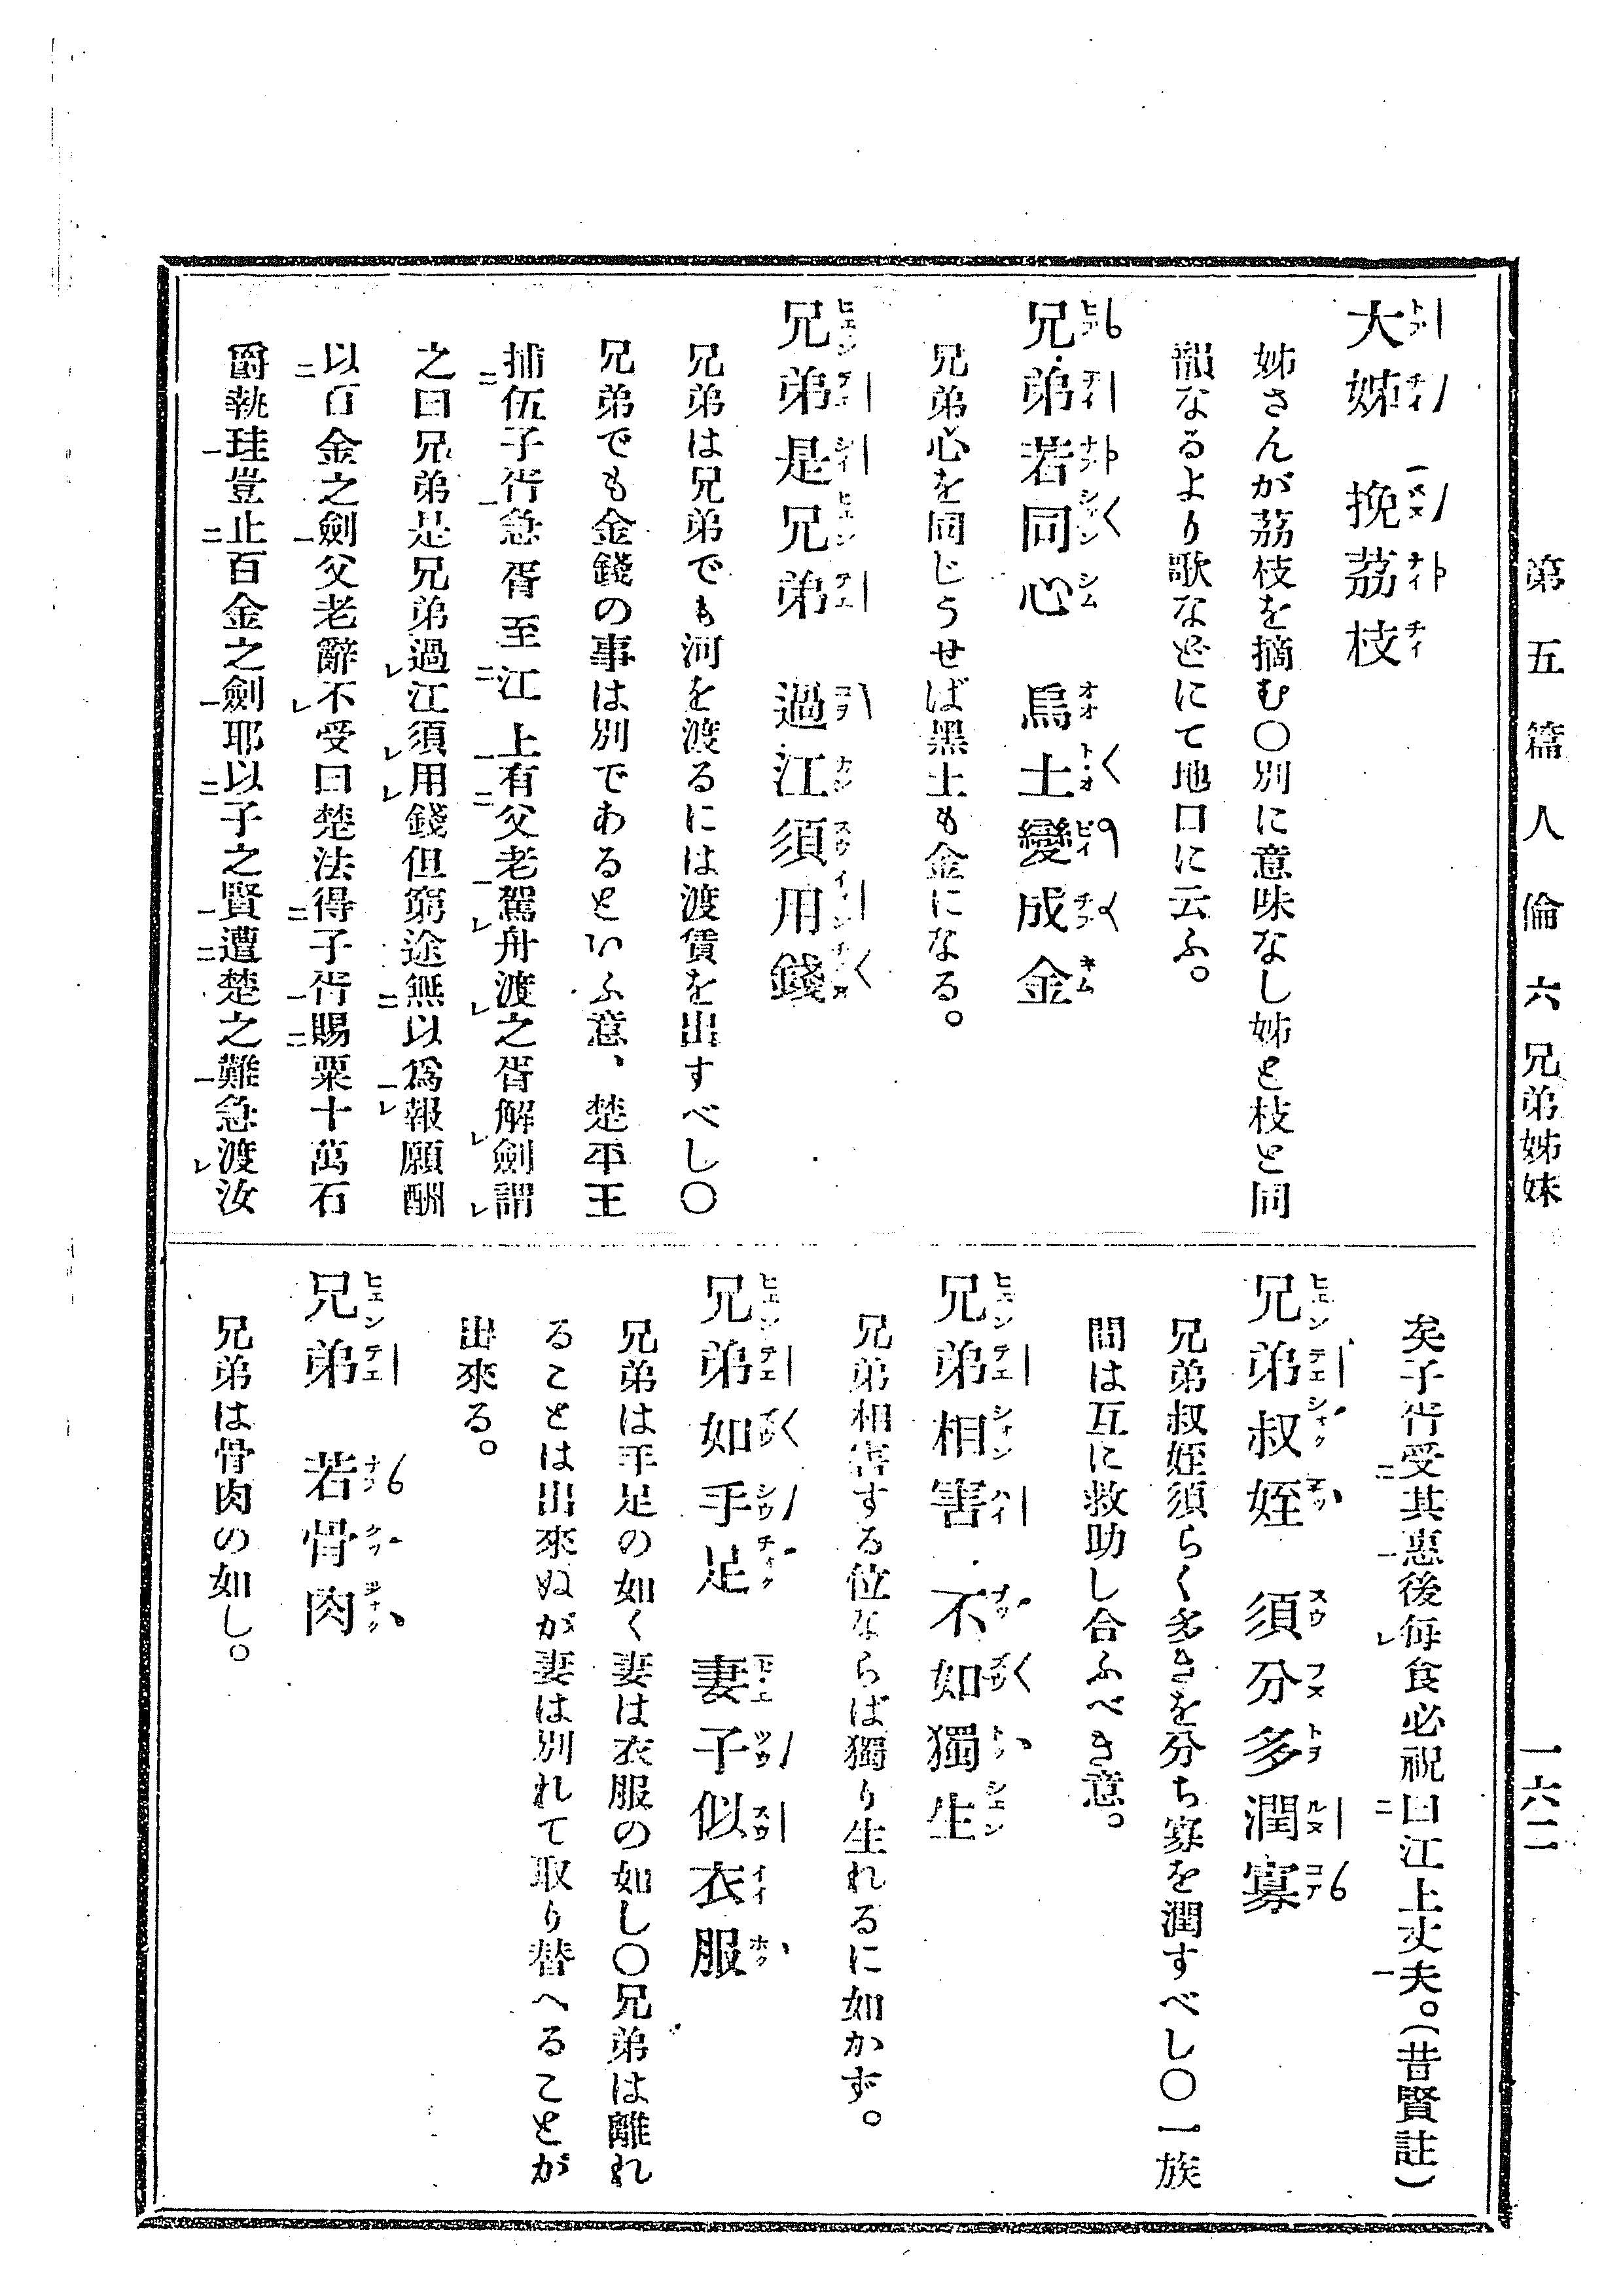 第五篇 人倫 六 兄弟姊妹
一六二
大姊 挽茘枝
姊さんが茘枝を摘む〇別に意味なし姊と枝と同
韻なるより歌などにて地口に云ふ。
兄弟若同心 烏土變成金
兄弟心を同じうせば黑土も金になる。
兄弟是兄弟 過江須用錢
兄弟は兄弟でも河を渡るには渡賃を出すべし〇
兄弟でも金錢の事は別であるといふ意、楚平王
捕伍子胥急胥至江上有父老駕舟渡之胥解劍謂
之曰兄弟是兄弟過江須用錢但窮途無以爲報願酬
以百金之劍父老辭不受曰楚法得子胥賜粟十萬石
爵執珪豈止百金之劍耶以子之賢遭楚之難急渡汝
矣子胥受其惠後每食必祝曰江上丈夫。(昔賢註)
兄弟叔姪 須分多潤寡
兄弟叔姪須らく多きを分ち寡を潤すべし〇一族
間は互に救助し合ふべき意。
兄弟相害 不如獨生
兄弟相害する位ならば獨り生れるに如かず。
兄弟如手足 妻子似衣服
兄弟は手足の如く妻は衣服の如し〇兄弟は離れ
ることは出來ぬが妻は別れて取り替へることが
出來る。
兄弟 若骨肉
兄弟は骨肉の如し。